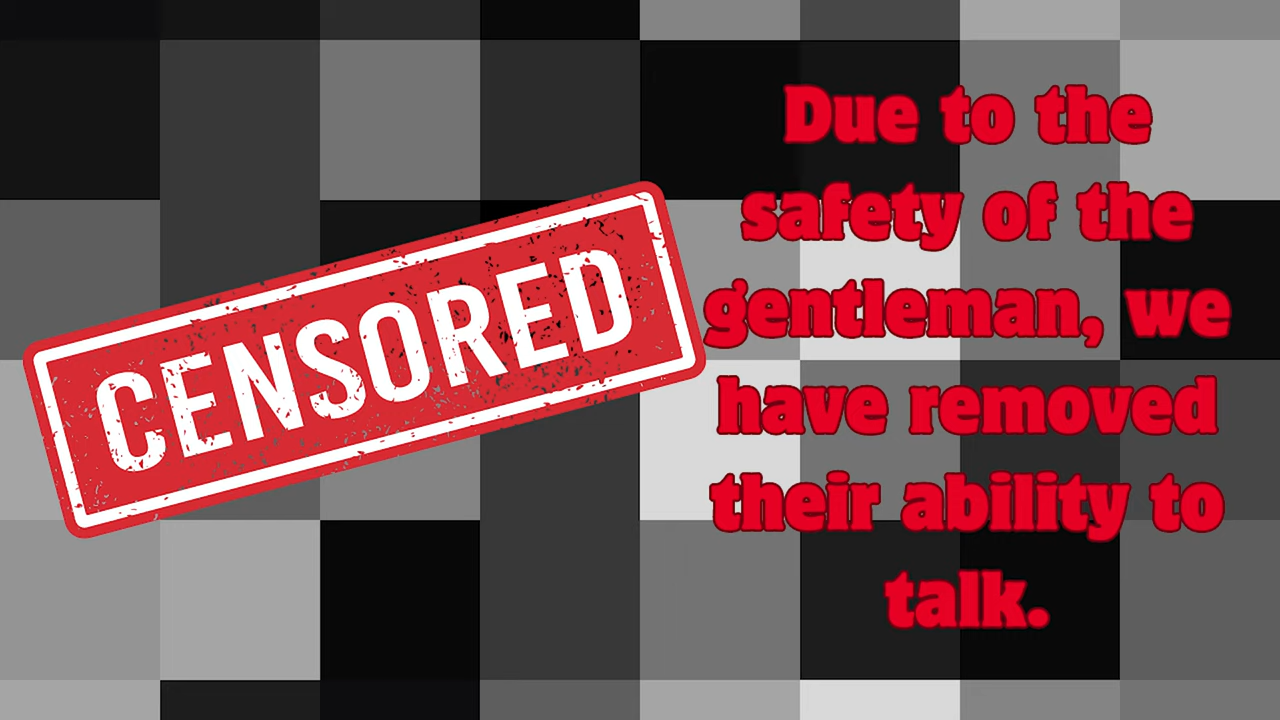 CENSORED
Due to the
safety of the
gentleman, we
have removed
their ability to
talk.